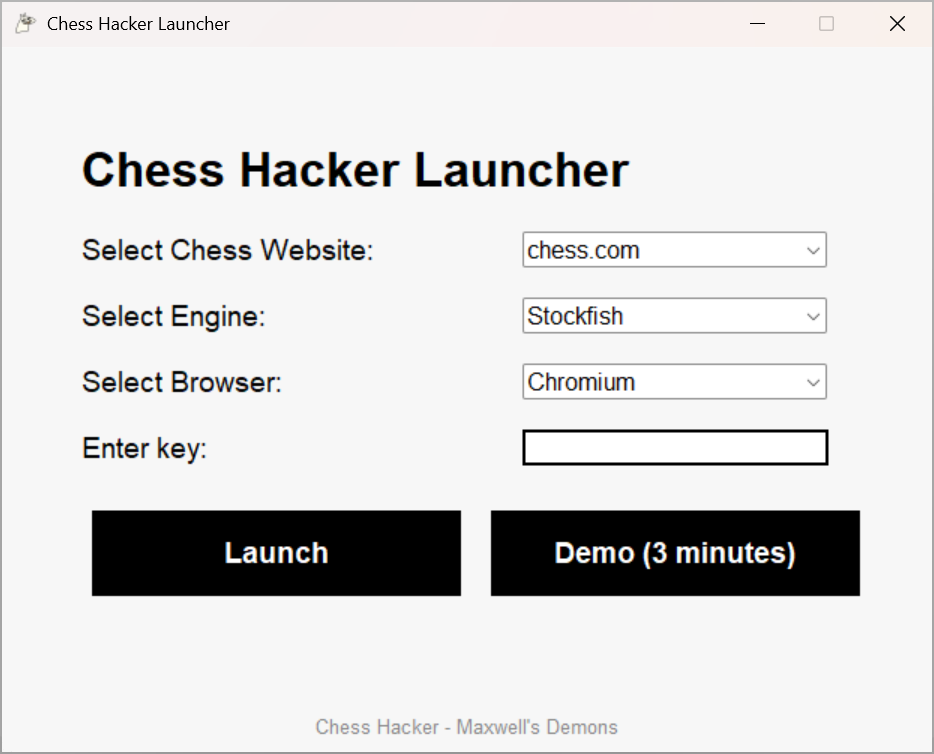 Chess Hacker Launcher
Chess Hacker Launcher
Select Chess Website: chess.com
Select Engine: Stockfish
Select Browser: Chromium
Enter key:
Launch Demo (3 minutes)
Chess Hacker - Maxwell's Demons